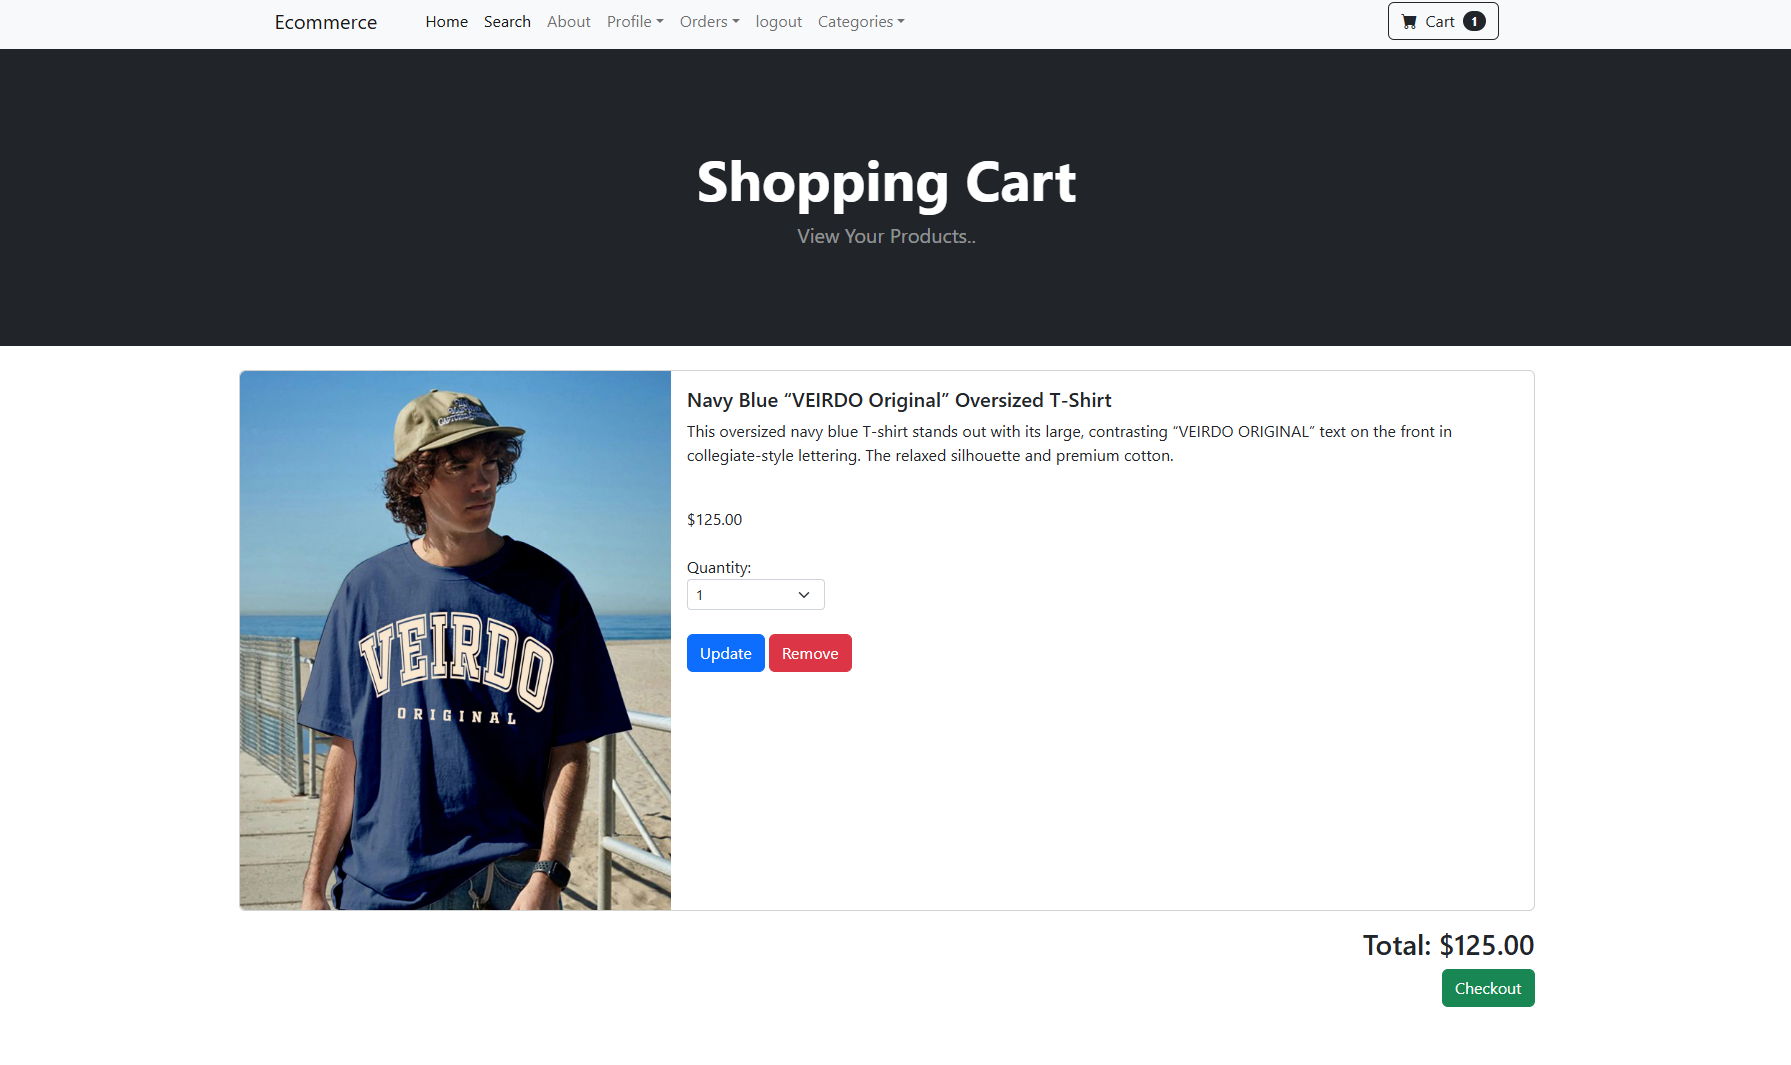 Ecommerce
Home Search About Profile Orders logout Categories
Cart 1
Shopping Cart
View Your Products..
Navy Blue “VEIRDO Original” Oversized T-Shirt
This oversized navy blue T-shirt stands out with its large, contrasting “VEIRDO ORIGINAL” text on the front in
collegiate-style lettering. The relaxed silhouette and premium cotton.
$125.00
Quantity:
1
Update Remove
VEIRDO
ORIGINAL
Total: $125.00
Checkout